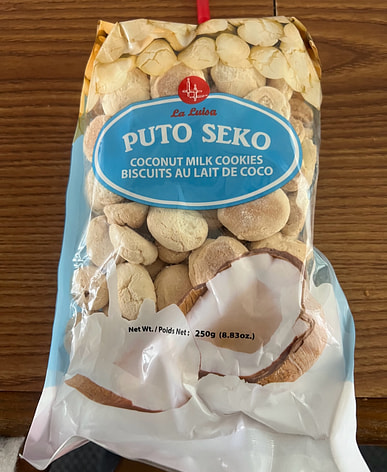 La Luisa
PUTO SEKO
COCONUT MILK COOKIES
BISCUITS AU LAIT DE COCO
Net Wt. / Poids Net : 250g (8.83oz.)